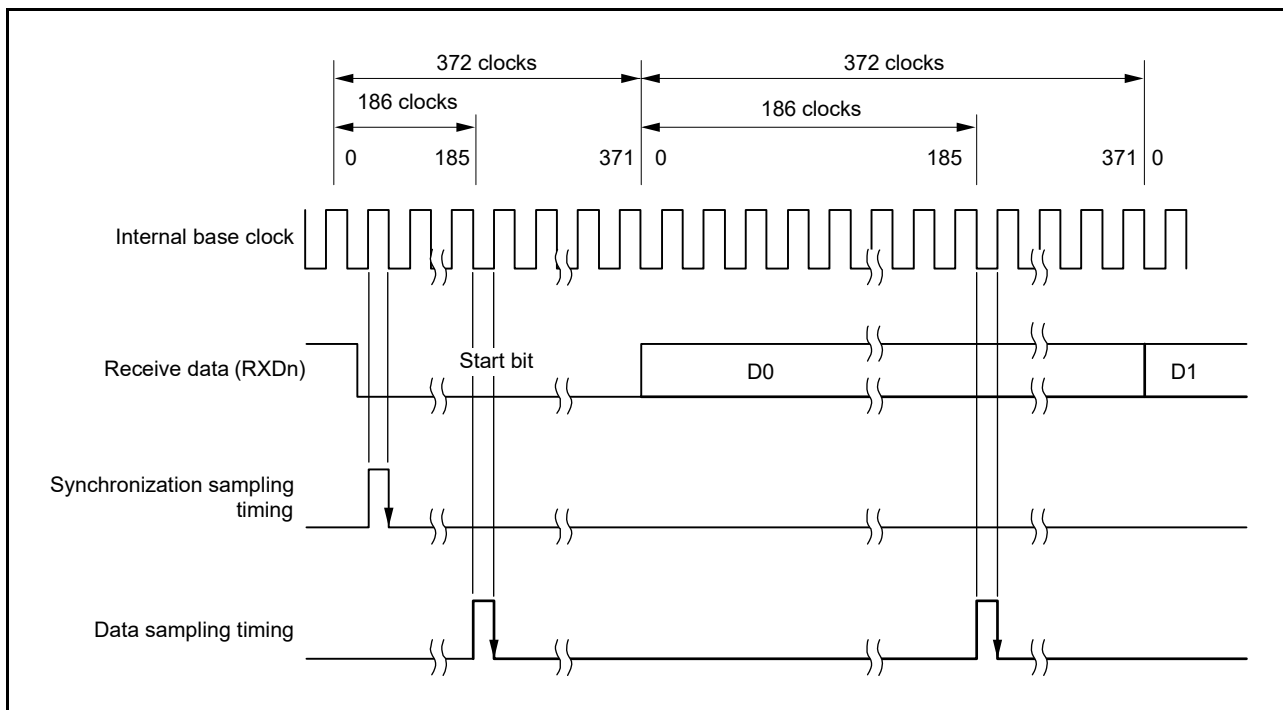 372 clocks 372 clocks
186 clocks 186 clocks
0 185 371 0 185 371 0
Internal base clock
Receive data (RXDn) Start bit D0 D1
Synchronization sampling
timing
Data sampling timing